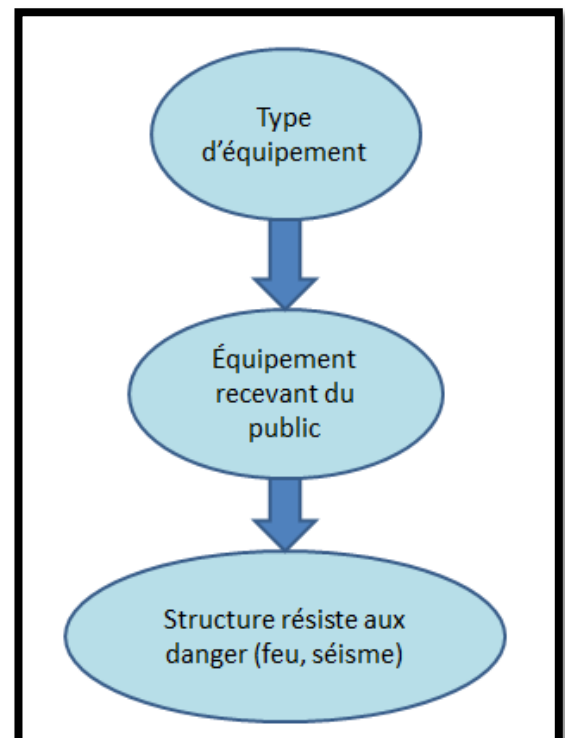 Type
d’équipement
Équipement
recevant du
public
Structure résiste aux
danger (feu, séisme)